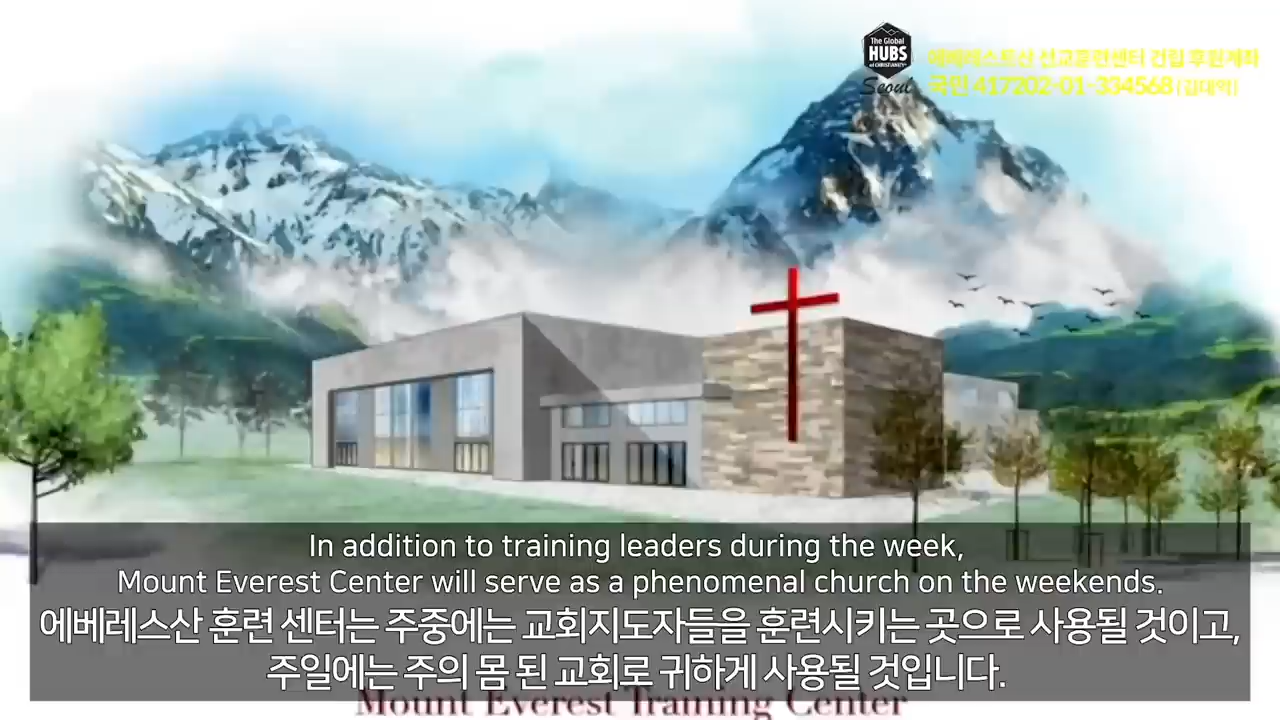 The Global
HUBS
of CHRISTIANITY
Seoul
에베레스트산 선교훈련센터 건립 후원계좌
국민 417202-01-334568 (김대학)
In addition to training leaders during the week,
Mount Everest Center will serve as a phenomenal church on the weekends.
에베레스산 훈련 센터는 주중에는 교회지도자들을 훈련시키는 곳으로 사용될 것이고,
주일에는 주의 몸 된 교회로 귀하게 사용될 것입니다.
Mount Everest Training Center